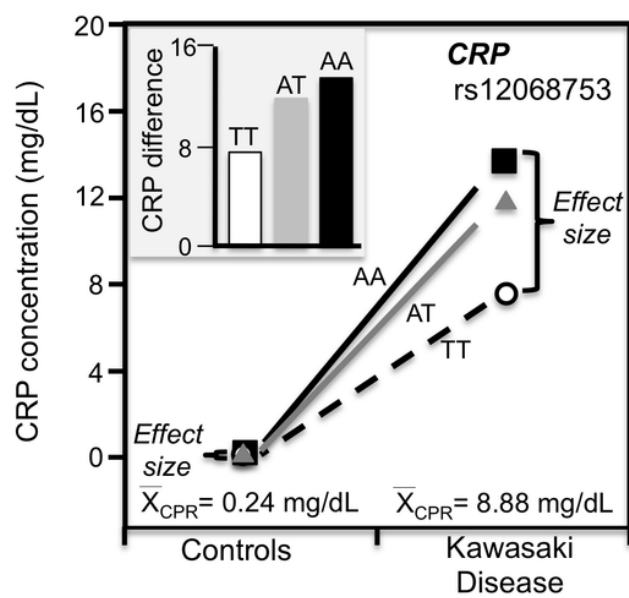 20
16
12
8
4
0
CRP concentration (mg/dL)
16
8
0
CRP difference
TT
AT
AA
CRP
rs12068753
AA
AT
TT
Effect
size
Effect
size
X̅CPR= 0.24 mg/dL
X̅CPR= 8.88 mg/dL
Controls
Kawasaki
Disease